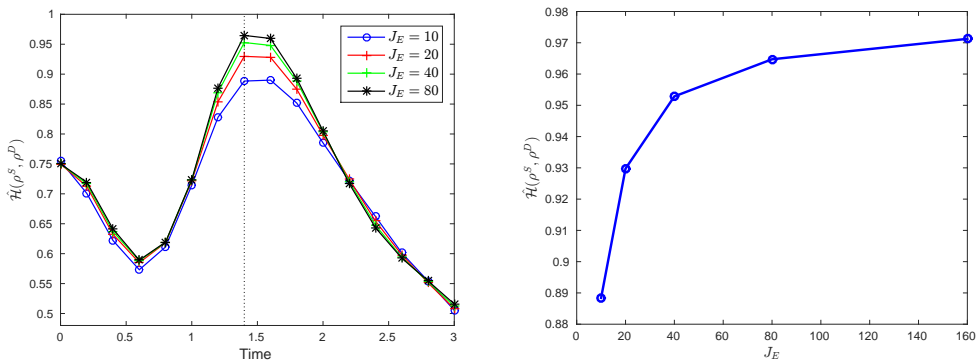 1
0.95
0.9
0.85
0.8
0.75
0.7
0.65
0.6
0.55
0.5
Ĥ(ρ^S, ρ^D)
0 0.5 1 1.5 2 2.5 3
Time
J_E = 10
J_E = 20
J_E = 40
J_E = 80
0.98
0.97
0.96
0.95
0.94
0.93
0.92
0.91
0.9
0.89
0.88
Ĥ(ρ^S, ρ^D)
0 20 40 60 80 100 120 140 160
J_E